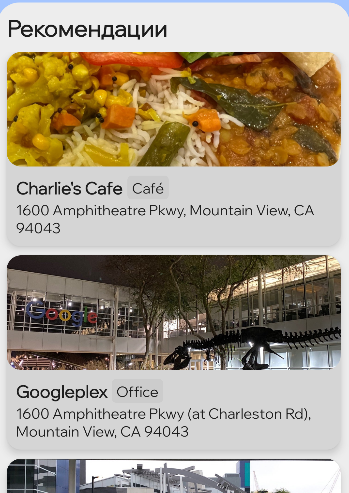 Рекомендации
Charlie's Cafe Café
1600 Amphitheatre Pkwy, Mountain View, CA
94043
Google
Googleplex Office
1600 Amphitheatre Pkwy (at Charleston Rd),
Mountain View, CA 94043